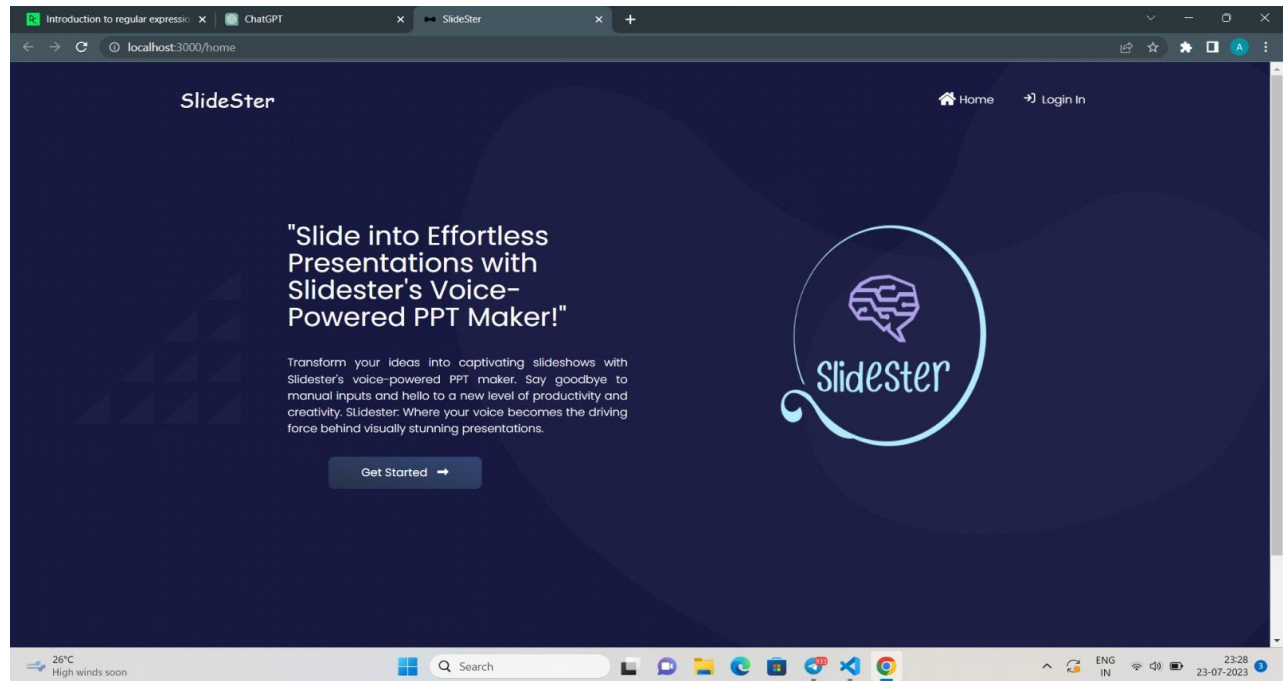 Introduction to regular expressio
ChatGPT
SlideSter
localhost:3000/home
A
SlideSter
Home
Login In
"Slide into Effortless
Presentations with
Slidester's Voice-
Powered PPT Maker!"
Transform your ideas into captivating slideshows with
Slidester's voice-powered PPT maker. Say goodbye to
manual inputs and hello to a new level of productivity and
creativity. SLidester: Where your voice becomes the driving
force behind visually stunning presentations.
Get Started
SlideSter
26°C
High winds soon
Search
ENG
IN
23:28
23-07-2023